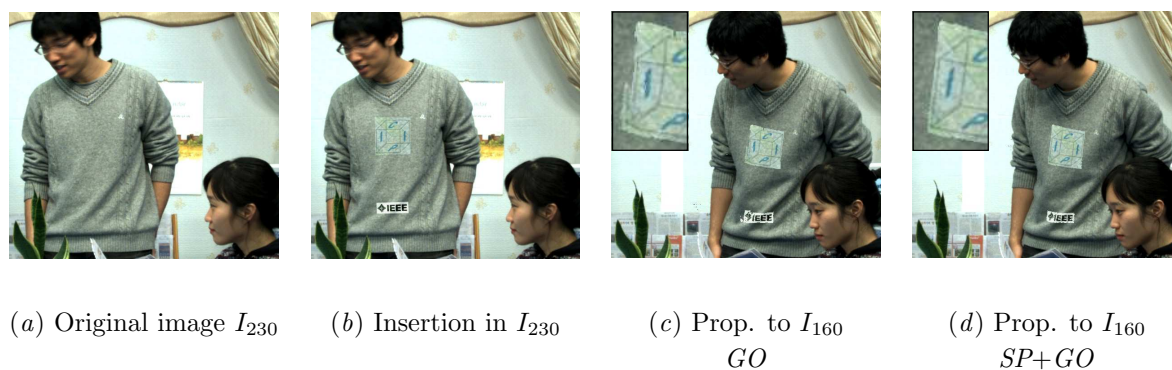 IEEE
IEEE
IEEE
(a) Original image I230
(b) Insertion in I230
(c) Prop. to I160
GO
(d) Prop. to I160
SP+GO